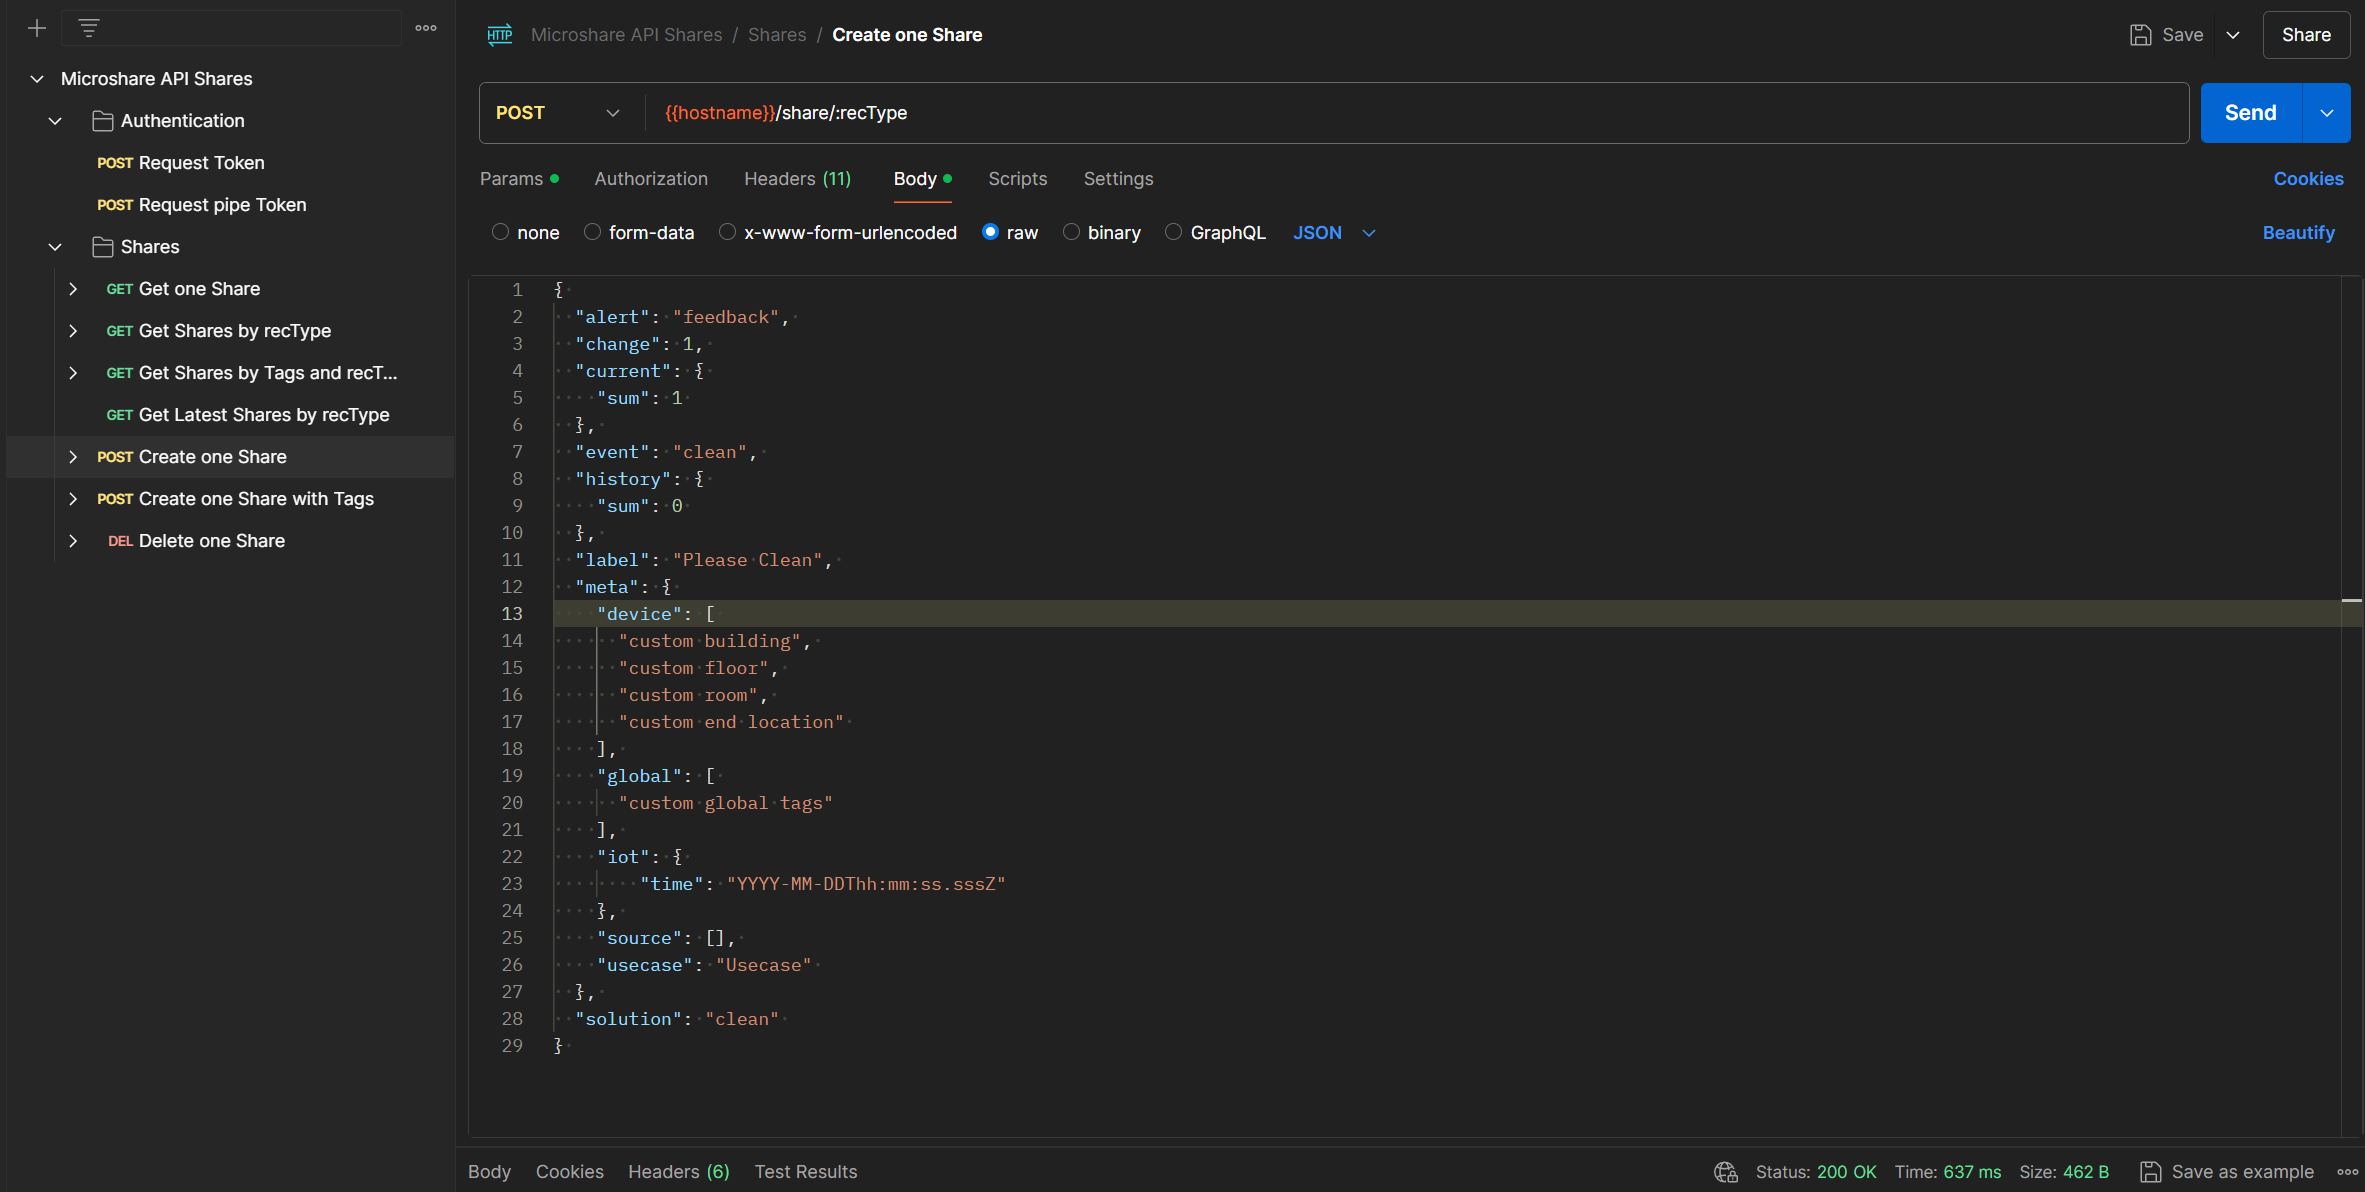 Microshare API Shares
Authentication
POST Request Token
POST Request pipe Token
Shares
GET Get one Share
GET Get Shares by recType
GET Get Shares by Tags and recT...
GET Get Latest Shares by recType
POST Create one Share
POST Create one Share with Tags
DEL Delete one Share
HTTP Microshare API Shares / Shares / Create one Share
Save
Share
POST {{hostname}}/share/:recType
Send
Params Authorization Headers (11) Body Scripts Settings Cookies
none form-data x-www-form-urlencoded raw binary GraphQL JSON Beautify
1 {
2 "alert": "feedback",
3 "change": 1,
4 "current": {
5 "sum": 1
6 },
7 "event": "clean",
8 "history": {
9 "sum": 0
10 },
11 "label": "Please Clean",
12 "meta": {
13 "device": [
14 "custom building",
15 "custom floor",
16 "custom room",
17 "custom end location"
18 ],
19 "global": [
20 "custom global tags"
21 ],
22 "iot": {
23 "time": "YYYY-MM-DDThh:mm:ss.sssZ"
24 },
25 "source": [],
26 "usecase": "Usecase"
27 },
28 "solution": "clean"
29 }
Body Cookies Headers (6) Test Results Status: 200 OK Time: 637 ms Size: 462 B Save as example